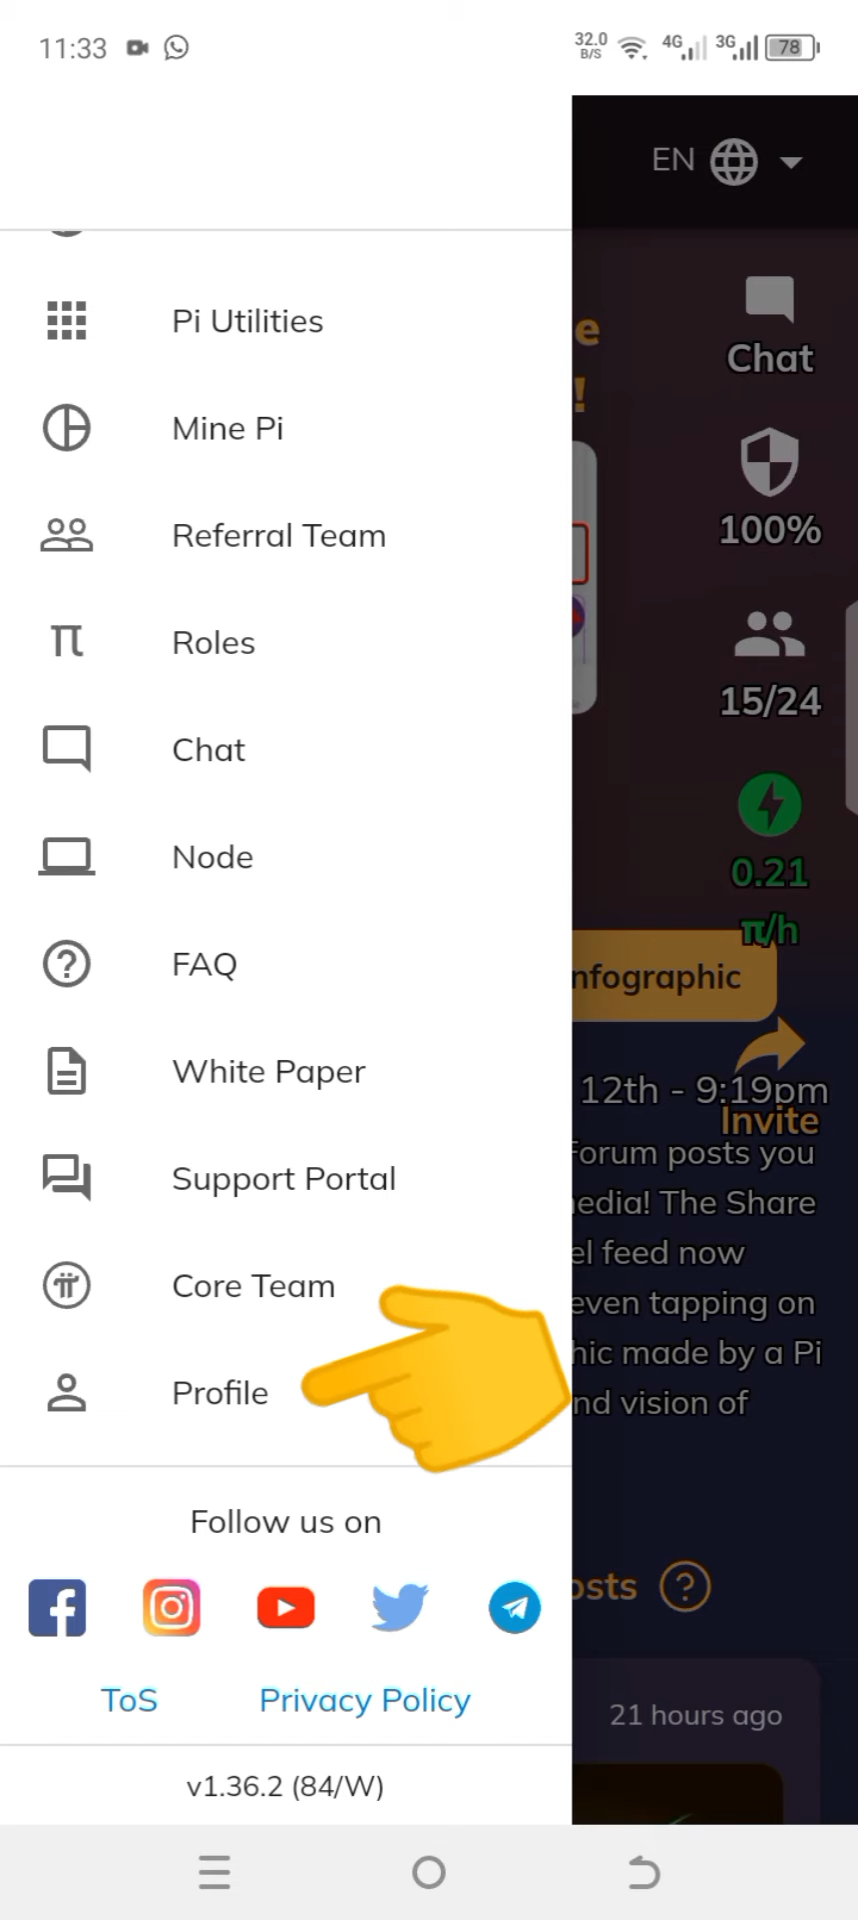 11:33
32.0
B/S
4G
3G
78
EN
Pi Utilities
Mine Pi
Referral Team
Roles
Chat
Node
FAQ
White Paper
Support Portal
Core Team
Profile
Follow us on
ToS
Privacy Policy
v1.36.2 (84/W)
e
!
Chat
100%
15/24
0.21
π/h
nfographic
Invite
12th - 9:19pm
Forum posts you
edia! The Share
el feed now
even tapping on
hic made by a Pi
nd vision of
osts
21 hours ago